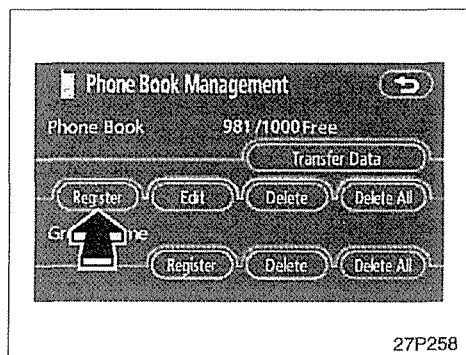 Phone Book Management
Phone Book 981/1000 Free
Transfer Data
Register Edit Delete Delete All
Register Delete Delete All
27P258